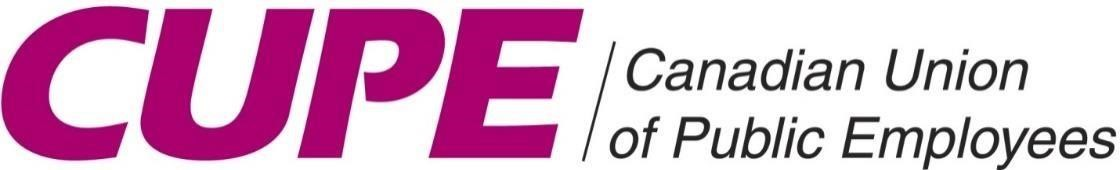 CUPE
Canadian Union
of Public Employees